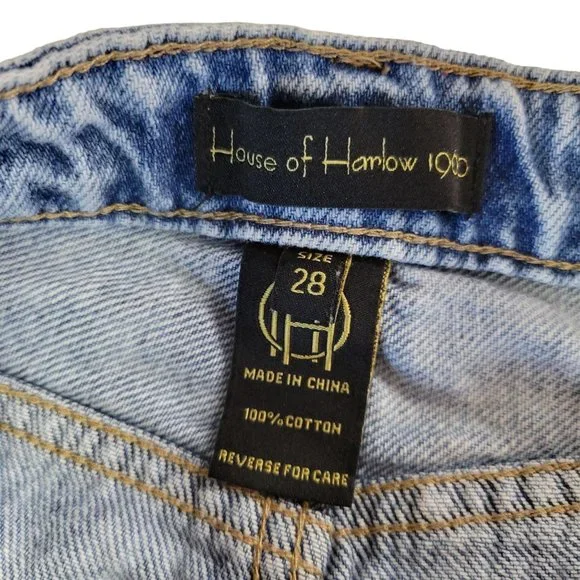 House of Harlow 1960
SIZE
28
MADE IN CHINA
100% COTTON
REVERSE FOR CARE